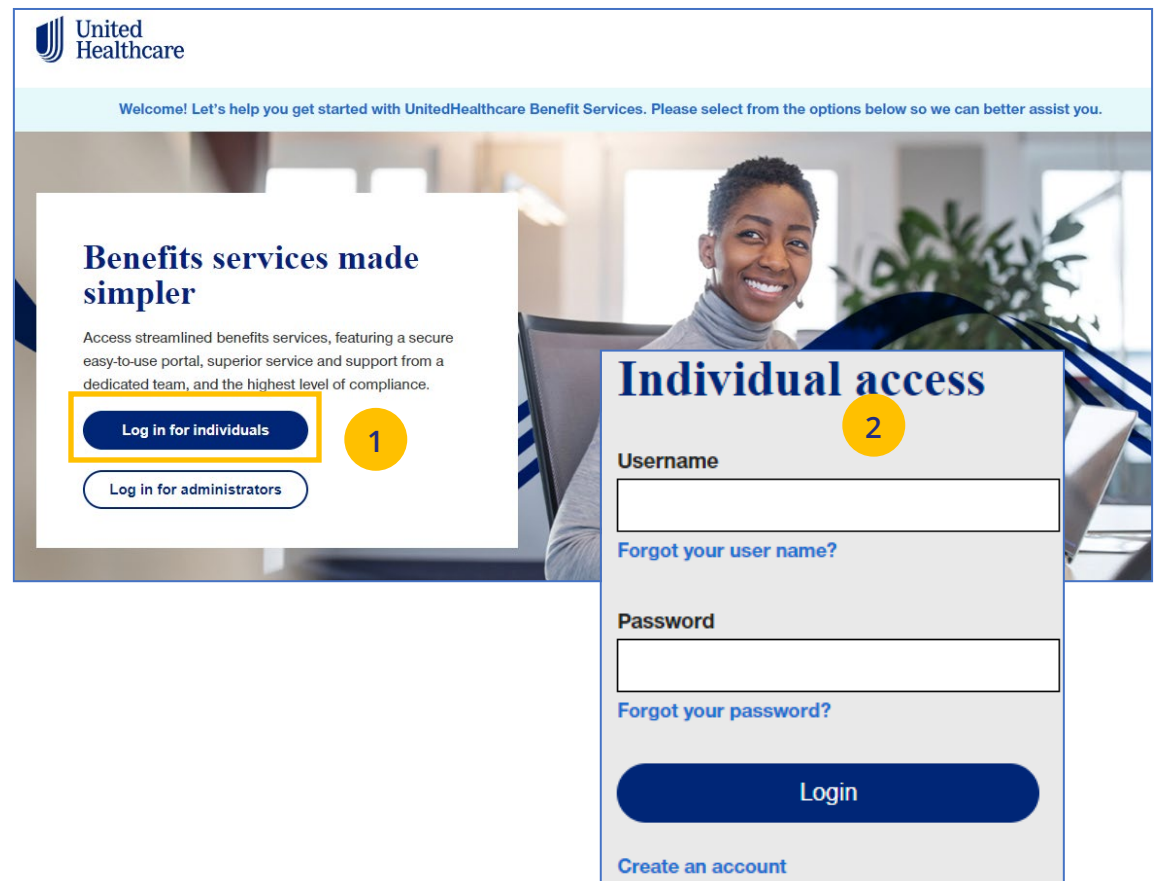 United
Healthcare
Welcome! Let's help you get started with UnitedHealthcare Benefit Services. Please select from the options below so we can better assist you.
Benefits services made
simpler
Access streamlined benefits services, featuring a secure
easy-to-use portal, superior service and support from a
dedicated team, and the highest level of compliance.
Log in for individuals
1
Log in for administrators
Individual access
2
Username
Forgot your user name?
Password
Forgot your password?
Login
Create an account